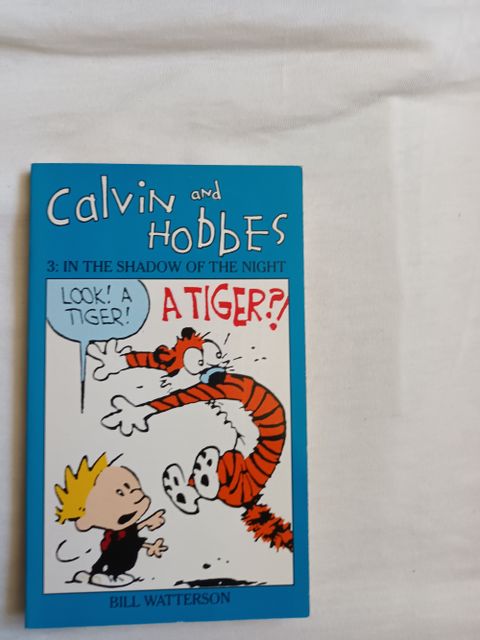 Calvin and
HobbEs
3: IN THE SHADOW OF THE NIGHT
LOOK! A
TIGER!
A TIGER?!
BILL WATTERSON